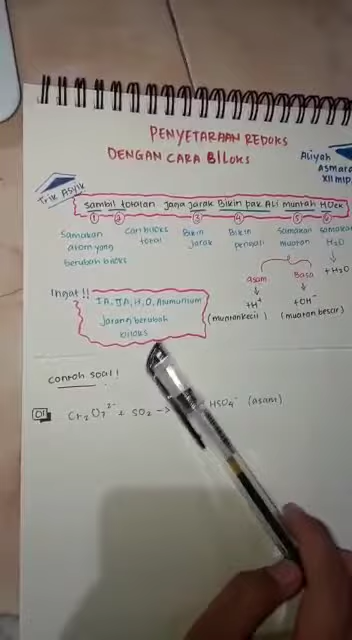 PENYETARAAN REDOKS
DENGAN CARA BILOKS
Aliyah
Asmara
XII mip
Trik Asyik
sambil totalan jaga jarak Bikin pak Ali muntah HOek
1 2 3 4 5 6
Samakan atom yang berubah biloks
cari biloks total
Bikin jarak
Bikin pengali
Samakan muatan
samakan H2O
asam
Basa
+H2O
+H+
+OH-
(muatan kecil)
(muatan besar)
Ingat!!
IA, IIA, H, O, Alumunium
Jarang berubah
biloks
contoh soal!
01 Cr2O7 2- + SO2 -> HSO4- (asam)